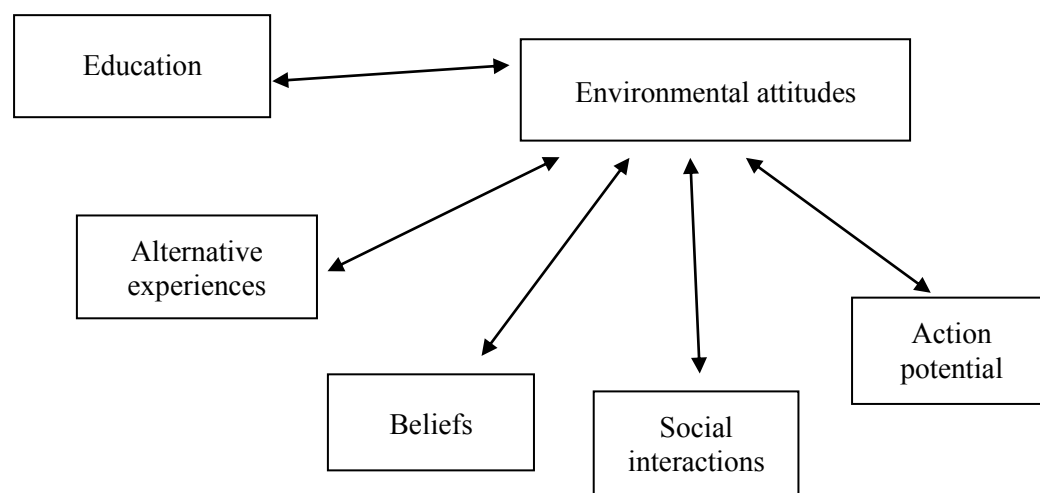 Education
Environmental attitudes
Alternative
experiences
Action
potential
Beliefs
Social
interactions